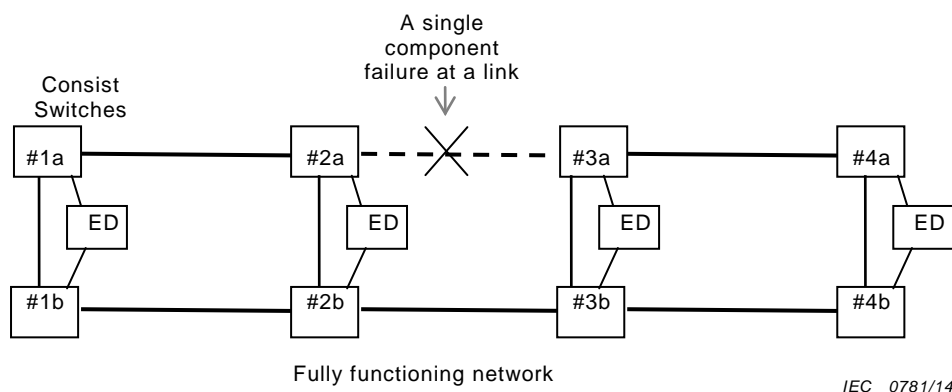 A single
component
failure at a link
Consist
Switches
#1a
#2a
#3a
#4a
ED
ED
ED
ED
#1b
#2b
#3b
#4b
Fully functioning network
IEC 0781/14